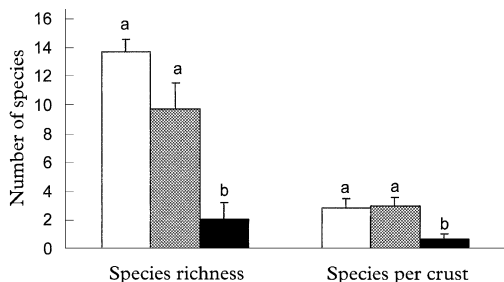 Number of species
16
14
12
10
8
6
4
2
0
a
a
b
a
a
b
Species richness
Species per crust